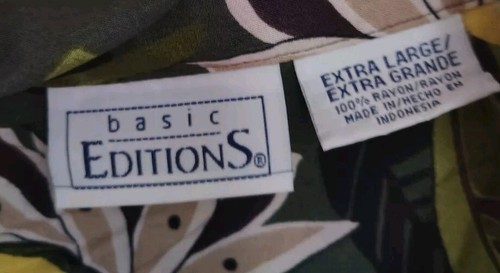 basic
EDITIONS®
EXTRA LARGE/
EXTRA GRANDE
100% RAYON/RAYON
MADE IN/HECHO EN
INDONESIA